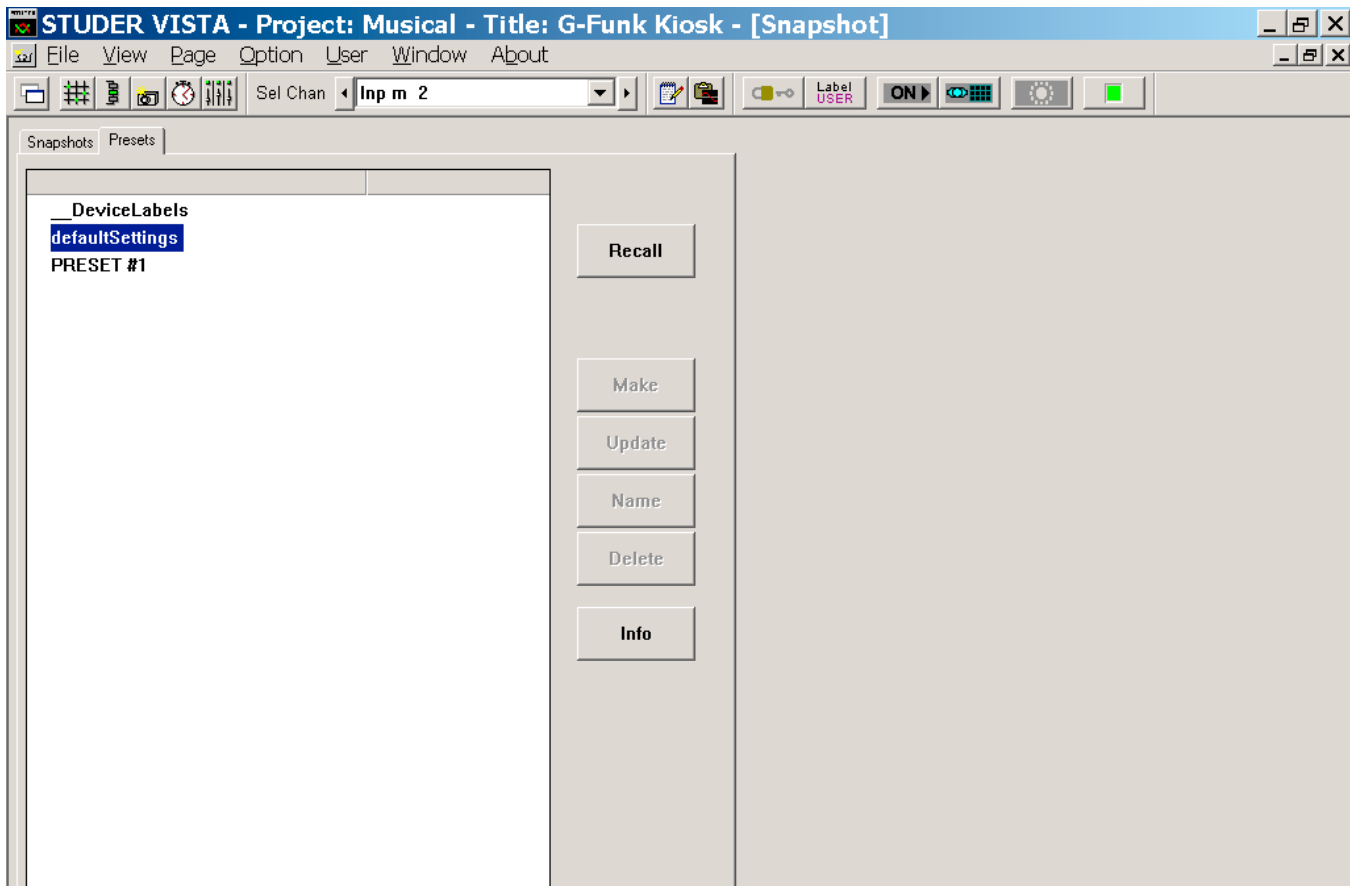 STUDER VISTA - Project: Musical - Title: G-Funk Kiosk - [Snapshot]
File View Page Option User Window About
Sel Chan Inp m 2 Label USER ON
Snapshots Presets
__DeviceLabels
defaultSettings
PRESET #1
Recall
Make
Update
Name
Delete
Info